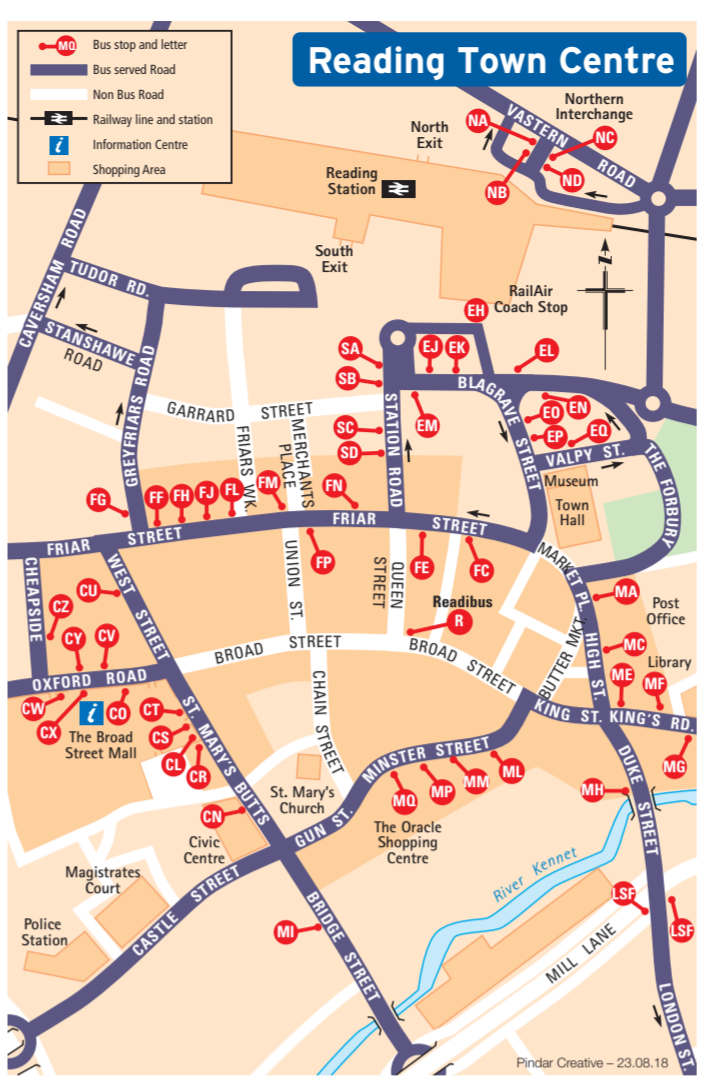 Reading Town Centre
MQ Bus stop and letter
Bus served Road
Non Bus Road
Railway line and station
i Information Centre
Shopping Area
Northern
Interchange
NA
VASTERN
ROAD
NC
North
Exit
NB
ND
Reading
Station
South
Exit
N
RailAir
Coach Stop
EH
CAVERSHAM ROAD
TUDOR RD.
STANSHAWE
ROAD
GREYFRIARS ROAD
SA
SB
EJ
EK
EL
BLAGRAVE
STREET
EM
EN
EO
EP
EQ
VALPY ST.
THE FORBURY
GARRARD STREET
FRIARS WK.
MERCHANTS
PLACE
SC
SD
STATION ROAD
Museum
Town
Hall
FG
FF
FH
FJ
FL
FM
FN
FRIAR STREET
FRIAR STREET
FP
FE
FC
CHEAPSIDE
WEST STREET
UNION ST.
QUEEN
STREET
MARKET PL.
CU
CZ
CY
CV
Readibus
R
MA
Post
Office
MC
Library
ME
MF
HIGH ST.
BUTTER MKT.
BROAD STREET
BROAD STREET
OXFORD ROAD
CW
CX
i
CO
The Broad
Street Mall
CT
CS
CL
CR
ST. MARY'S BUTTS
CHAIN STREET
KING ST.
KING'S RD.
MG
MINSTER STREET
MQ
MP
MM
ML
MH
DUKE STREET
St. Mary's
Church
The Oracle
Shopping
Centre
CN
Civic
Centre
GUN ST.
Magistrates
Court
CASTLE STREET
Police
Station
MI
BRIDGE STREET
River Kennet
LSF
LSF
MILL LANE
LONDON ST.
Pindar Creative – 23.08.18